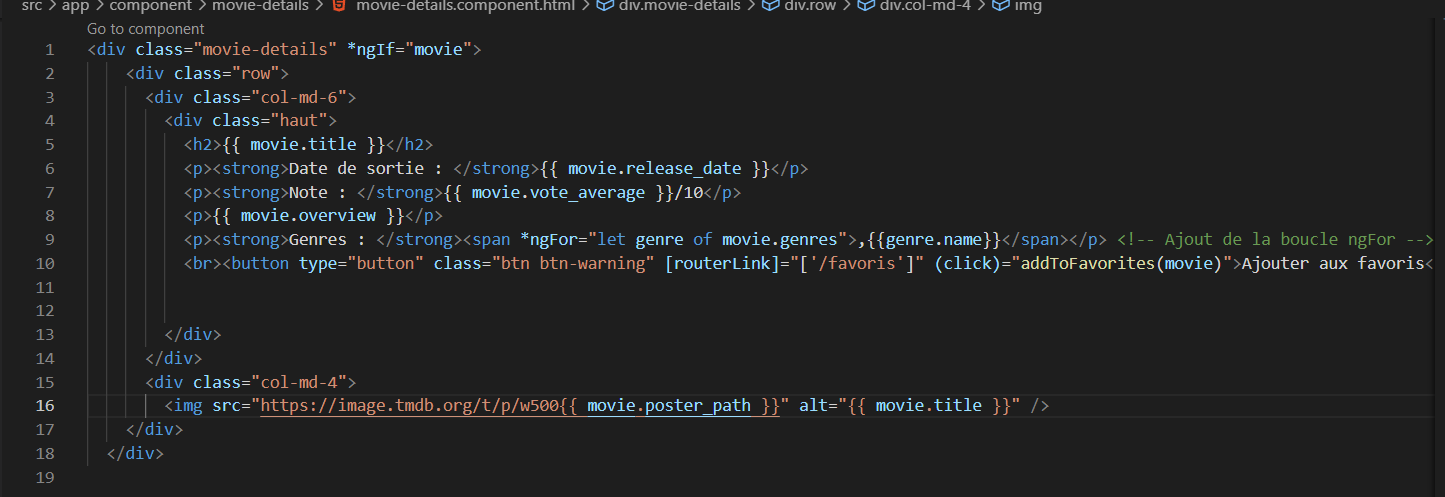 src > app > component > movie-details > movie-details.component.html > div.movie-details > div.row > div.col-md-4 > img
Go to component
1 <div class="movie-details" *ngIf="movie">
2 <div class="row">
3 <div class="col-md-6">
4 <div class="haut">
5 <h2>{{ movie.title }}</h2>
6 <p><strong>Date de sortie : </strong>{{ movie.release_date }}</p>
7 <p><strong>Note : </strong>{{ movie.vote_average }}/10</p>
8 <p>{{ movie.overview }}</p>
9 <p><strong>Genres : </strong><span *ngFor="let genre of movie.genres">,{{genre.name}}</span></p> <!-- Ajout de la boucle ngFor -->
10 <br><button type="button" class="btn btn-warning" [routerLink]="['/favoris']" (click)="addToFavorites(movie)">Ajouter aux favoris<
11
12
13 </div>
14 </div>
15 <div class="col-md-4">
16 <img src="https://image.tmdb.org/t/p/w500{{ movie.poster_path }}" alt="{{ movie.title }}" />
17 </div>
18 </div>
19